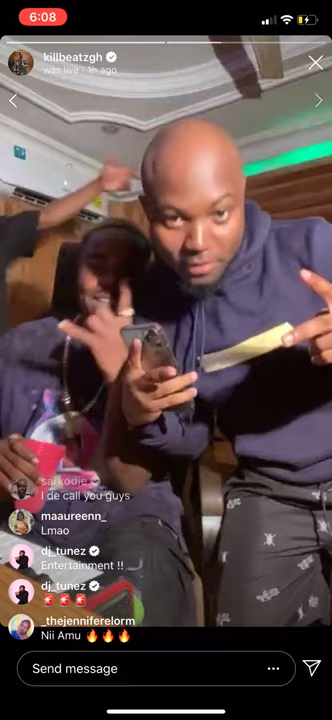 6:08
killbeatzgh
was live · 1h ago
sarkodie
I de call you guys
maaureenn_
Lmao
dj_tunez
Entertainment !!
dj_tunez
🚨🚨🚨
_thejenniferelorm
Nii Amu 🔥🔥🔥
Send message